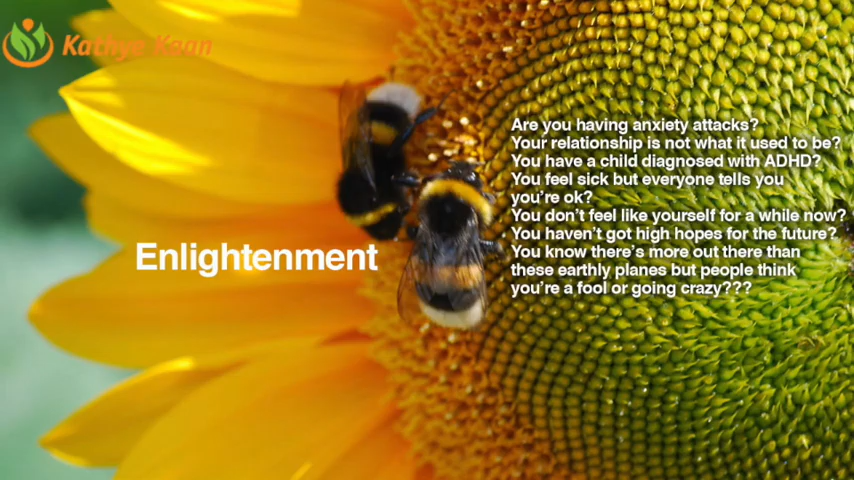 Kathye Kaan
Enlightenment
Are you having anxiety attacks?
Your relationship is not what it used to be?
You have a child diagnosed with ADHD?
You feel sick but everyone tells you
you're ok?
You don't feel like yourself for a while now?
You haven't got high hopes for the future?
You know there's more out there than
these earthly planes but people think
you're a fool or going crazy???